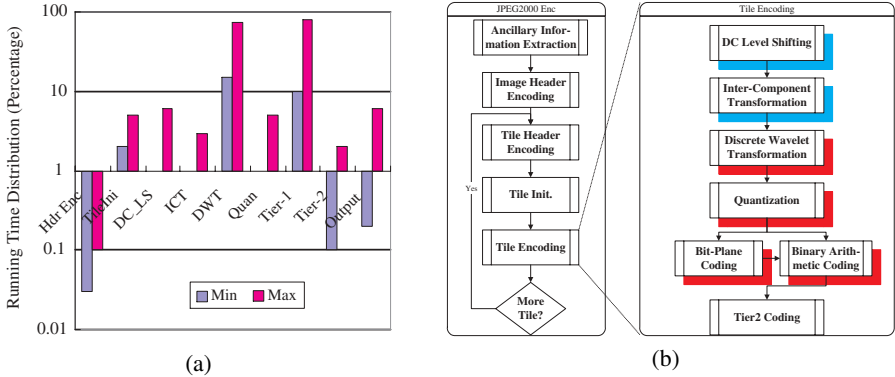 Running Time Distribution (Percentage)
100
10
1
0.1
0.01
Hdr Enc
TileIni
DC_LS
ICT
DWT
Quan
Tier-1
Tier-2
Output
Min
Max
(a)
JPEG2000 Enc
Ancillary Infor-
mation Extraction
Image Header
Encoding
Tile Header
Encoding
Yes
Tile Init.
Tile Encoding
More
Tile?
Tile Encoding
DC Level Shifting
Inter-Component
Transformation
Discrete Wavelet
Transformation
Quantization
Bit-Plane
Coding
Binary Arith-
metic Coding
Tier2 Coding
(b)